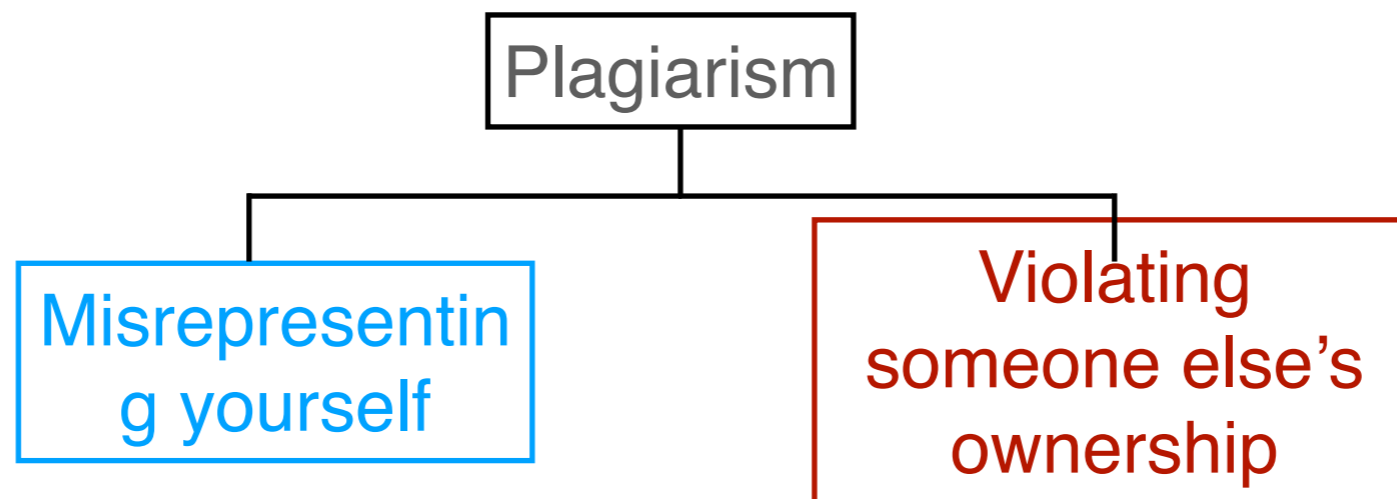 Plagiarism
Misrepresentin
g yourself
Violating
someone else’s
ownership